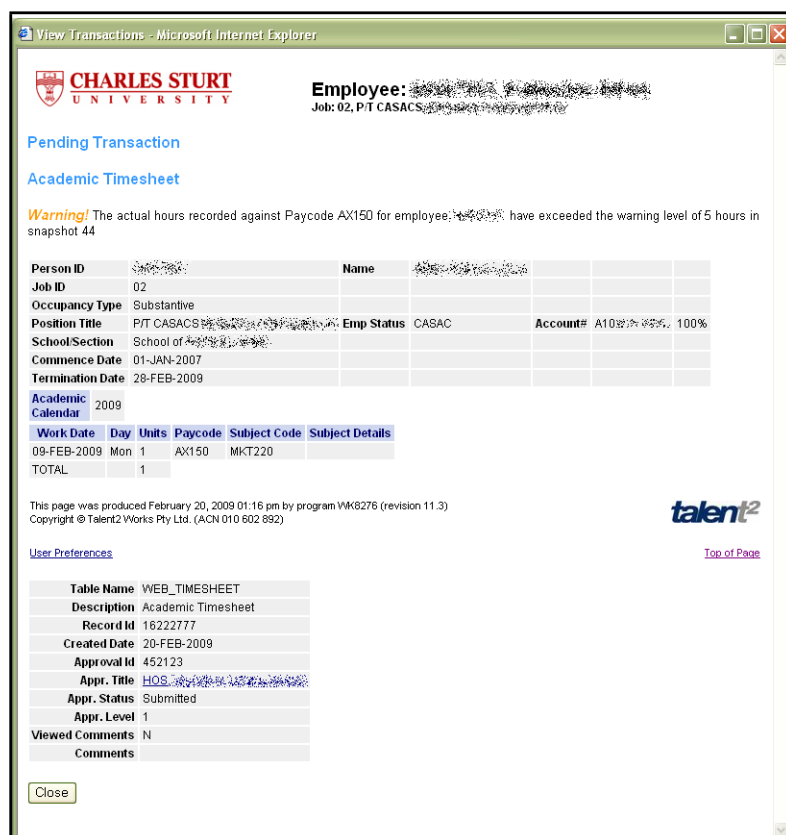 View Transactions - Microsoft Internet Explorer
CHARLES STURT
UNIVERSITY
Employee:
Job: 02, P/T CASACS
Pending Transaction
Academic Timesheet
Warning! The actual hours recorded against Paycode AX150 for employee have exceeded the warning level of 5 hours in
snapshot 44
Person ID Name
Job ID 02
Occupancy Type Substantive
Position Title P/T CASACS Emp Status CASAC Account# A10 100%
School/Section School of
Commence Date 01-JAN-2007
Termination Date 28-FEB-2009
Academic
Calendar 2009
Work Date Day Units Paycode Subject Code Subject Details
09-FEB-2009 Mon 1 AX150 MKT220
TOTAL 1
This page was produced February 20, 2009 01:16 pm by program WK8276 (revision 11.3)
Copyright © Talent2 Works Pty Ltd. (ACN 010 602 892)
talent2
User Preferences Top of Page
Table Name WEB_TIMESHEET
Description Academic Timesheet
Record Id 16222777
Created Date 20-FEB-2009
Approval Id 452123
Appr. Title HOS
Appr. Status Submitted
Appr. Level 1
Viewed Comments N
Comments
Close